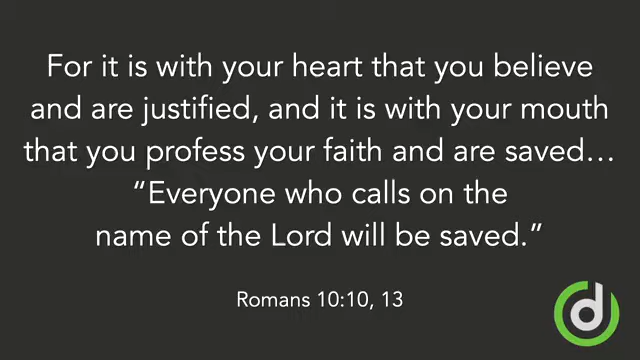 For it is with your heart that you believe
and are justified, and it is with your mouth
that you profess your faith and are saved…
“Everyone who calls on the
name of the Lord will be saved.”
Romans 10:10, 13
d